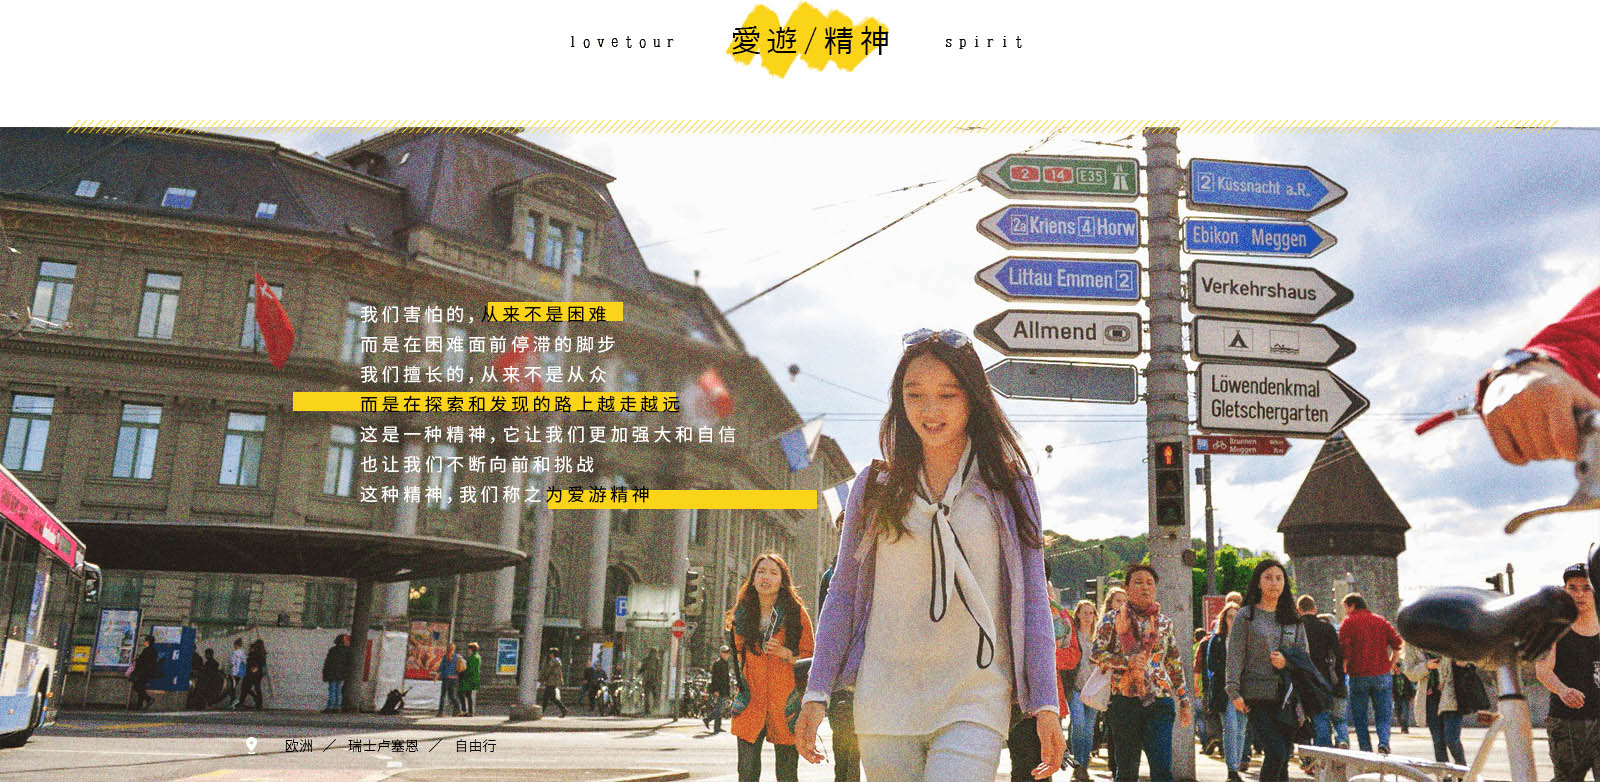 lovetour 愛遊/精神 spirit
2 14 E35
2 Küssnacht a.R.
2a Kriens 4 Horw
Ebikon Meggen
Littau Emmen 2
Verkehrshaus
Allmend
Löwendenkmal
Gletschergarten
Brunnen
Meggen
P
我们害怕的，从来不是困难
而是在困难面前停滞的脚步
我们擅长的，从来不是从众
而是在探索和发现的路上越走越远
这是一种精神，它让我们更加强大和自信
也让我们不断向前和挑战
这种精神，我们称之为爱游精神
欧洲 ／ 瑞士卢塞恩 ／ 自由行